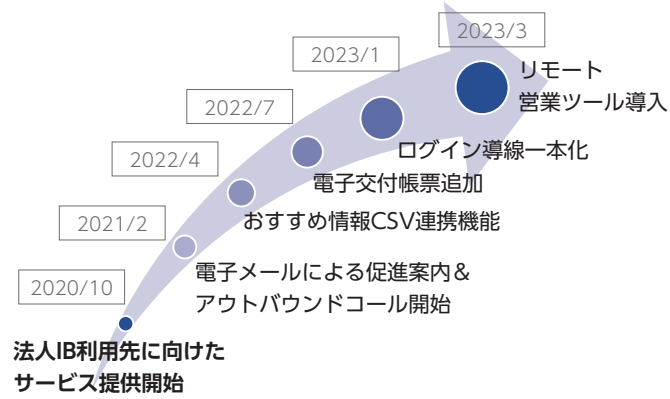 2023/3
リモート
営業ツール導入
2023/1
ログイン導線一本化
2022/7
電子交付帳票追加
2022/4
おすすめ情報CSV連携機能
2021/2
電子メールによる促進案内＆
アウトバウンドコール開始
2020/10
法人IB利用先に向けた
サービス提供開始